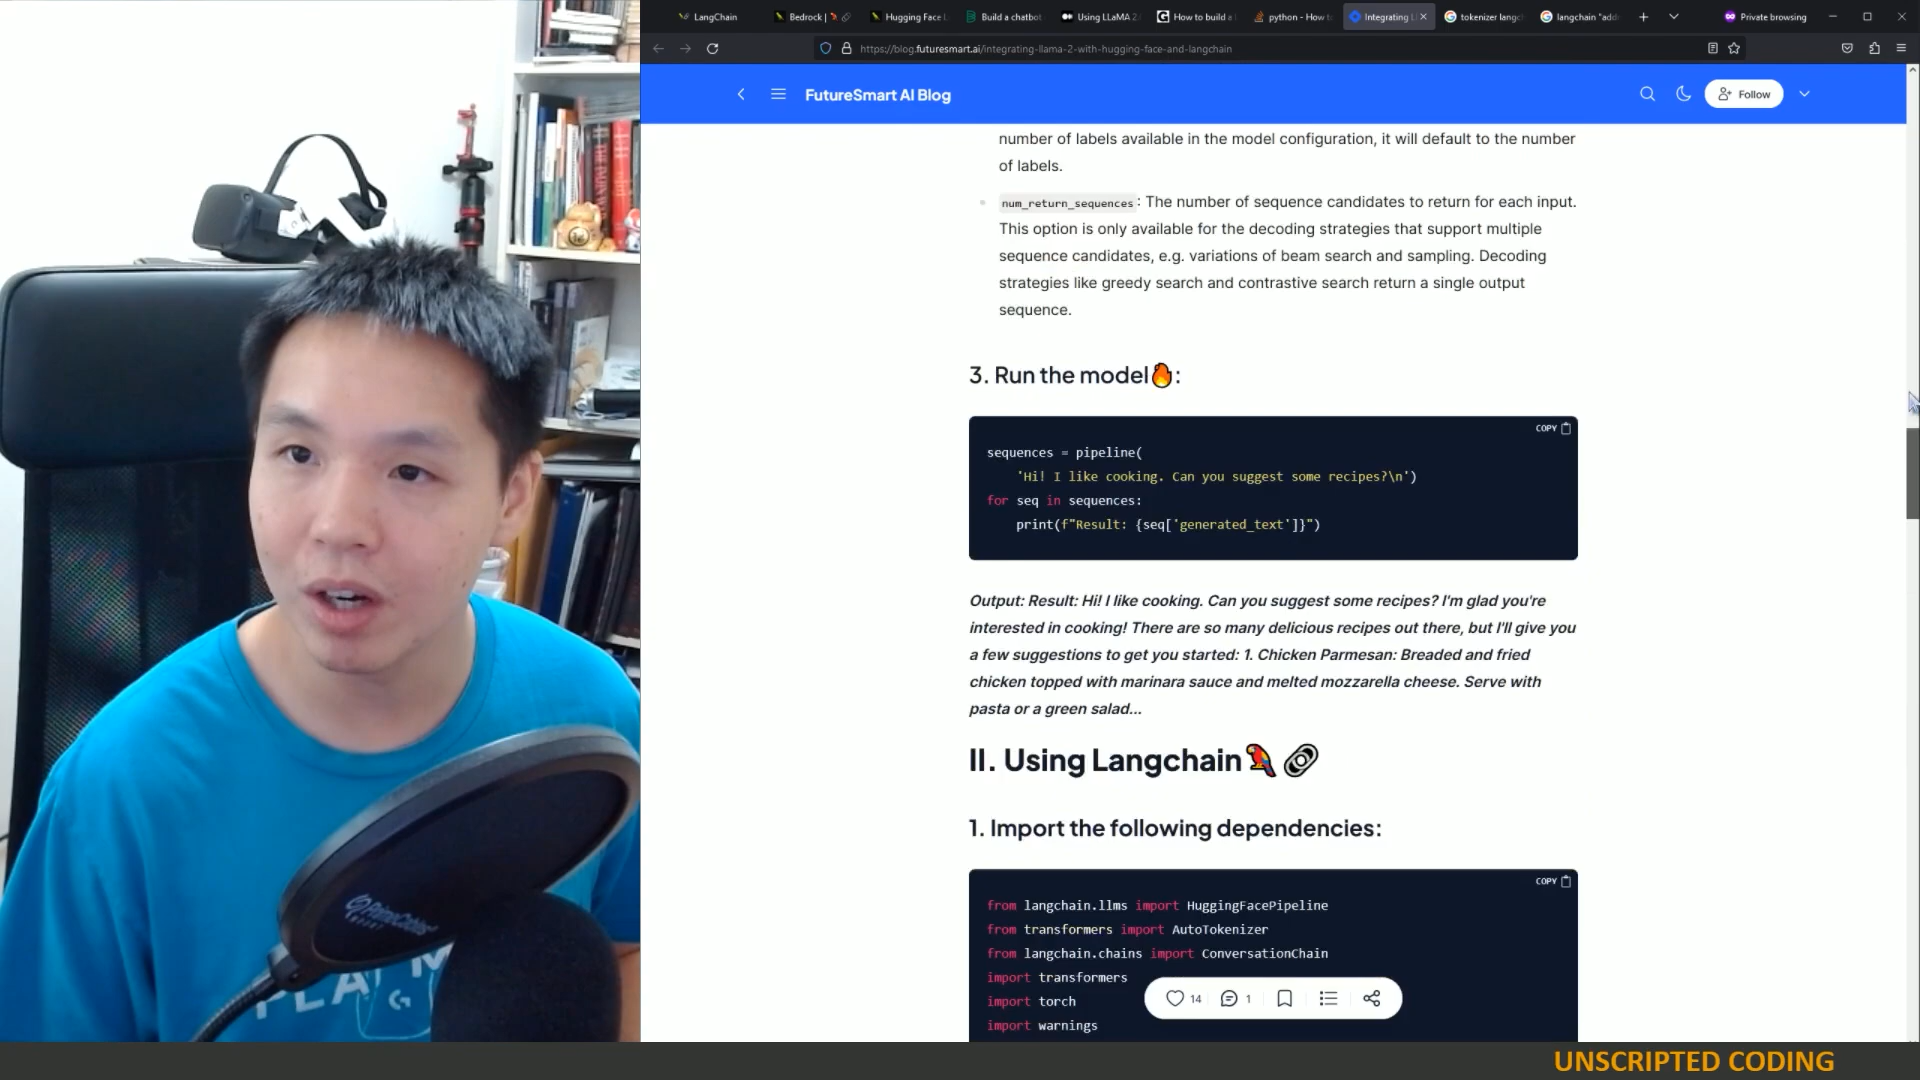 LangChain
Bedrock |
Hugging Face L
Build a chatbot
Using LLaMA 2
How to build a
python - How to
Integrating Ll
tokenizer langc
langchain "add
Private browsing
https://blog.futuresmart.ai/integrating-llama-2-with-hugging-face-and-langchain
FutureSmart AI Blog
Follow
number of labels available in the model configuration, it will default to the number
of labels.
num_return_sequences: The number of sequence candidates to return for each input.
This option is only available for the decoding strategies that support multiple
sequence candidates, e.g. variations of beam search and sampling. Decoding
strategies like greedy search and contrastive search return a single output
sequence.
3. Run the model🔥:
COPY
sequences = pipeline(
'Hi! I like cooking. Can you suggest some recipes?\n')
for seq in sequences:
print(f"Result: {seq['generated_text']}")
Output: Result: Hi! I like cooking. Can you suggest some recipes? I'm glad you're
interested in cooking! There are so many delicious recipes out there, but I'll give you
a few suggestions to get you started: 1. Chicken Parmesan: Breaded and fried
chicken topped with marinara sauce and melted mozzarella cheese. Serve with
pasta or a green salad...
II. Using Langchain🦜🔗
1. Import the following dependencies:
COPY
from langchain.llms import HuggingFacePipeline
from transformers import AutoTokenizer
from langchain.chains import ConversationChain
import transformers
import torch
import warnings
14
1
UNSCRIPTED CODING